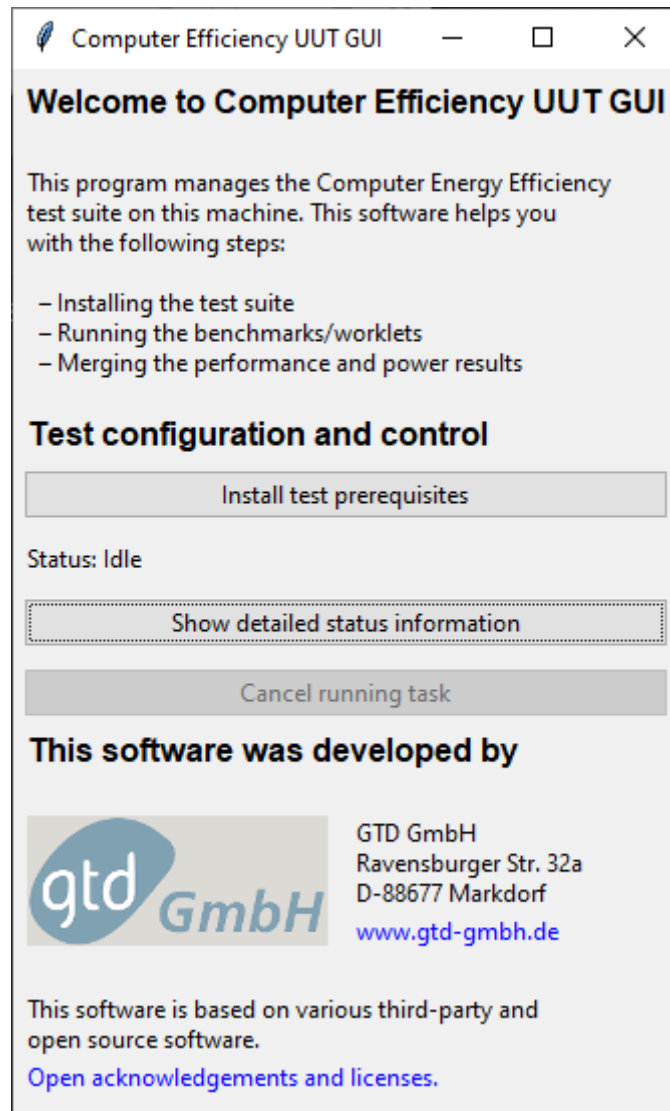 Computer Efficiency UUT GUI
Welcome to Computer Efficiency UUT GUI
This program manages the Computer Energy Efficiency
test suite on this machine. This software helps you
with the following steps:
– Installing the test suite
– Running the benchmarks/worklets
– Merging the performance and power results
Test configuration and control
Install test prerequisites
Status: Idle
Show detailed status information
Cancel running task
This software was developed by
gtd GmbH
GTD GmbH
Ravensburger Str. 32a
D-88677 Markdorf
www.gtd-gmbh.de
This software is based on various third-party and
open source software.
Open acknowledgements and licenses.